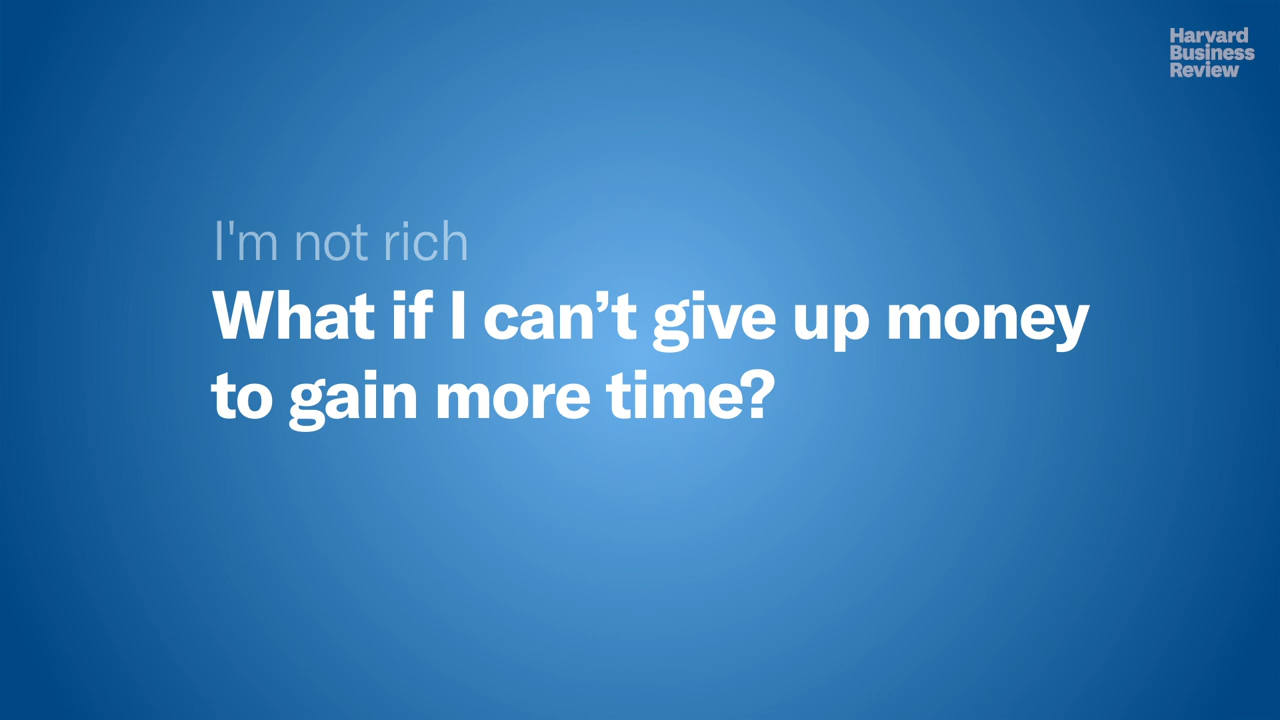 Harvard
Business
Review
I'm not rich
What if I can’t give up money
to gain more time?